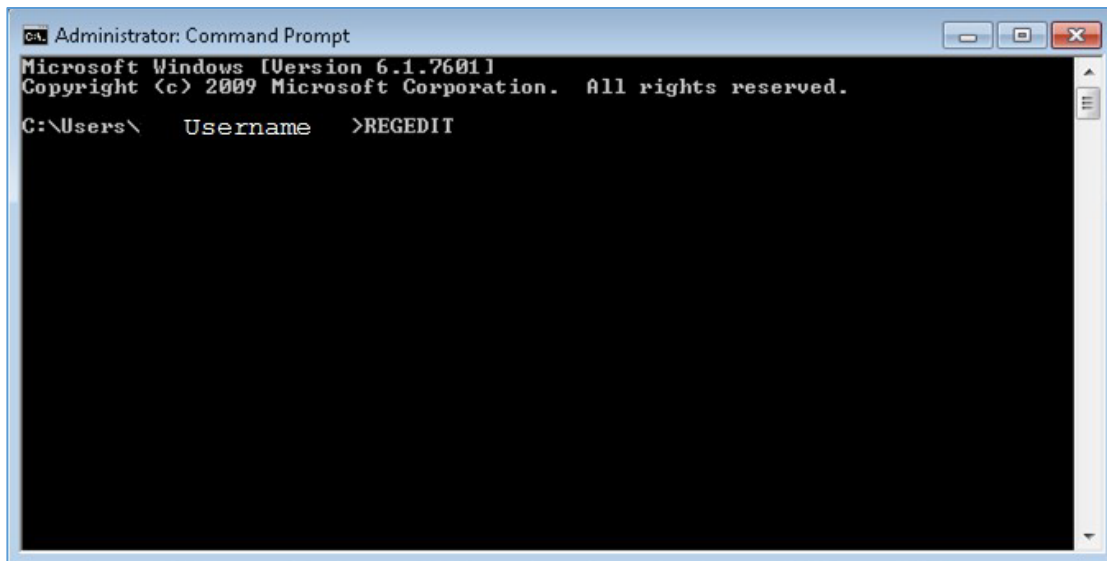 Administrator: Command Prompt
Microsoft Windows [Version 6.1.7601]
Copyright (c) 2009 Microsoft Corporation.  All rights reserved.
C:\Users\ Username >REGEDIT